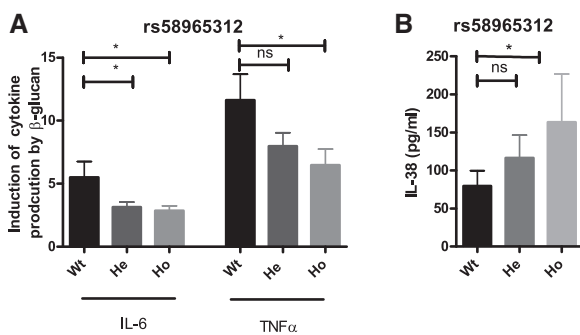 A
rs58965312
Induction of cytokine
prodcution by β-glucan
15
10
5
0
*
*
ns
*
Wt
He
Ho
Wt
He
Ho
IL-6
TNFα
B
rs58965312
IL-38 (pg/ml)
250
200
150
100
50
0
*
ns
Wt
He
Ho